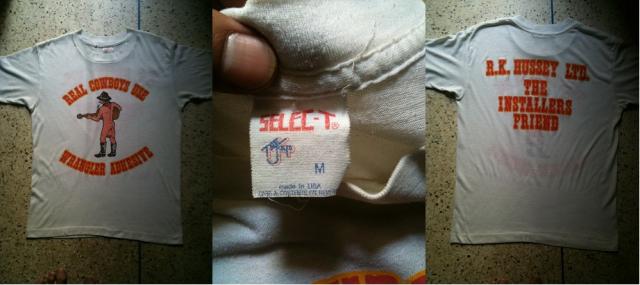 REAL COWBOYS USE
WRANGLER ADHESIVE
SELEC-T®
M
made in USA
R.K. HUSSEY LTD.
THE
INSTALLERS
FRIEND